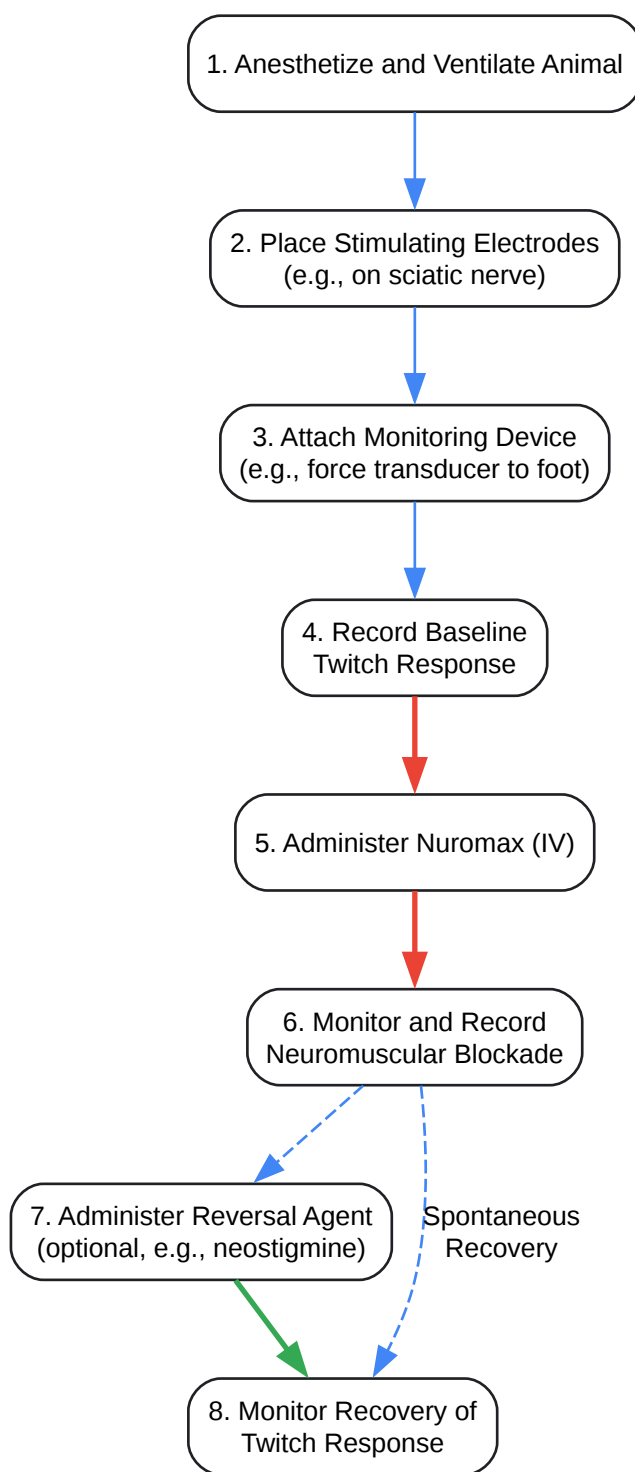 1. Anesthetize and Ventilate Animal
2. Place Stimulating Electrodes
(e.g., on sciatic nerve)
3. Attach Monitoring Device
(e.g., force transducer to foot)
4. Record Baseline
Twitch Response
5. Administer Nuromax (IV)
6. Monitor and Record
Neuromuscular Blockade
7. Administer Reversal Agent
(optional, e.g., neostigmine)
Spontaneous
Recovery
8. Monitor Recovery of
Twitch Response